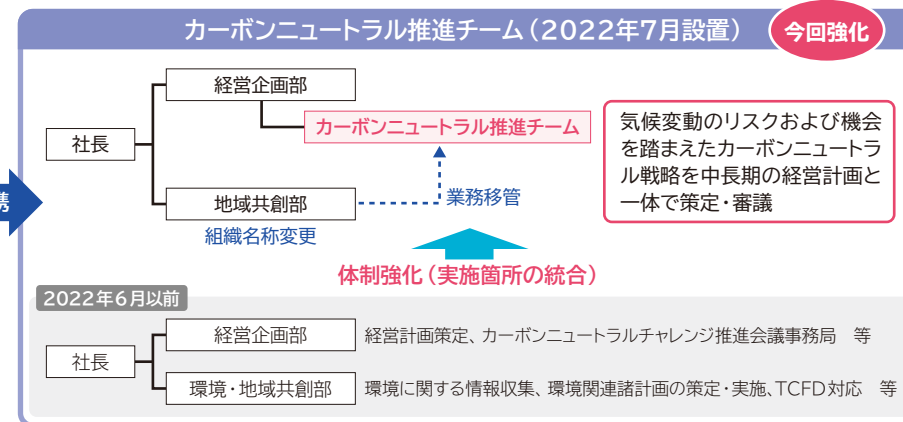 カーボンニュートラル推進チーム（2022年7月設置）
今回強化
経営企画部
カーボンニュートラル推進チーム
社長
地域共創部
業務移管
組織名称変更
気候変動のリスクおよび機会
を踏まえたカーボンニュートラ
ル戦略を中長期の経営計画と
一体で策定・審議
携
体制強化（実施箇所の統合）
2022年6月以前
経営企画部 経営計画策定、カーボンニュートラルチャレンジ推進会議事務局　等
社長
環境・地域共創部 環境に関する情報収集、環境関連諸計画の策定・実施、TCFD対応　等